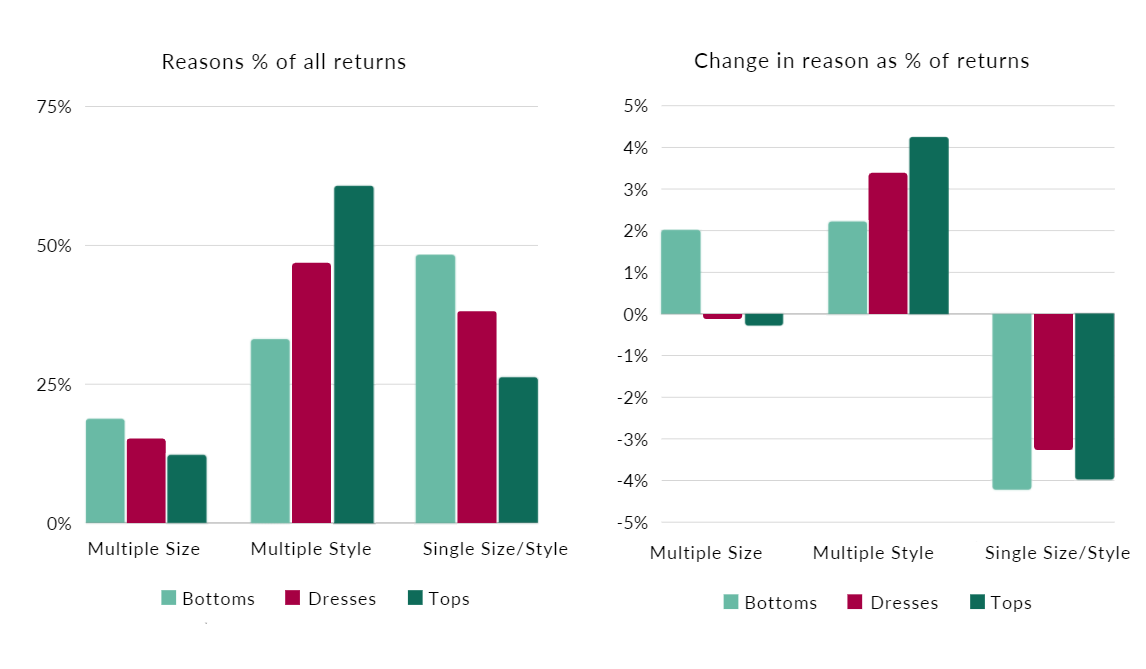 Reasons % of all returns
75%
50%
25%
0%
Multiple Size Multiple Style Single Size/Style
Bottoms Dresses Tops
Change in reason as % of returns
5%
4%
3%
2%
1%
0%
-1%
-2%
-3%
-4%
-5%
Multiple Size Multiple Style Single Size/Style
Bottoms Dresses Tops